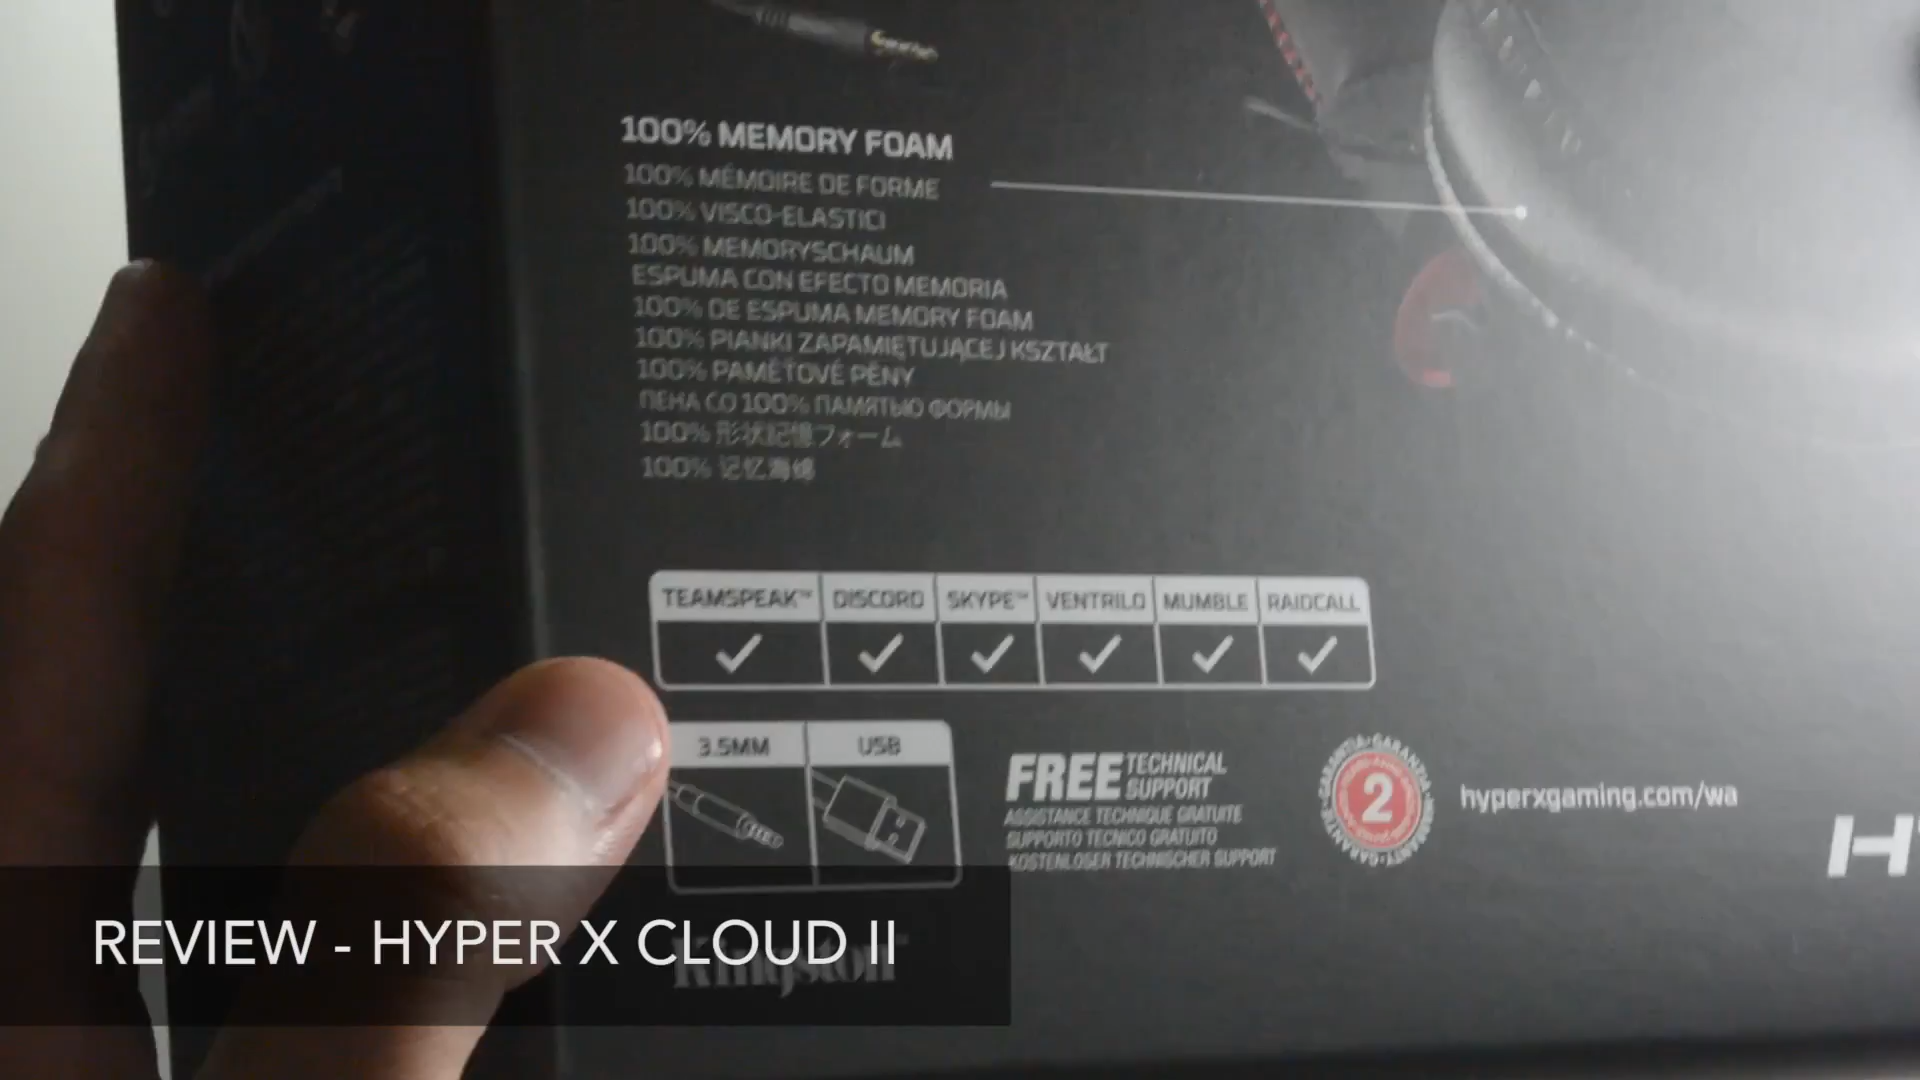 100% MEMORY FOAM
100% MÉMOIRE DE FORME
100% VISCO-ELASTICI
100% MEMORYSCHAUM
ESPUMA CON EFECTO MEMORIA
100% DE ESPUMA MEMORY FOAM
100% PIANKI ZAPAMIĘTUJĄCEJ KSZTAŁT
100% PAMĚŤOVÉ PĚNY
ПЕНА СО 100% ПАМЯТЬЮ ФОРМЫ
100% 形状記憶フォーム
100% 记忆海绵
TEAMSPEAK™ DISCORD SKYPE™ VENTRILO MUMBLE RAIDCALL
3.5MM USB
FREE TECHNICAL SUPPORT
ASSISTANCE TECHNIQUE GRATUITE
SUPPORTO TECNICO GRATUITO
KOSTENLOSER TECHNISCHER SUPPORT
2
hyperxgaming.com/wa
REVIEW - HYPER X CLOUD II
Kingston